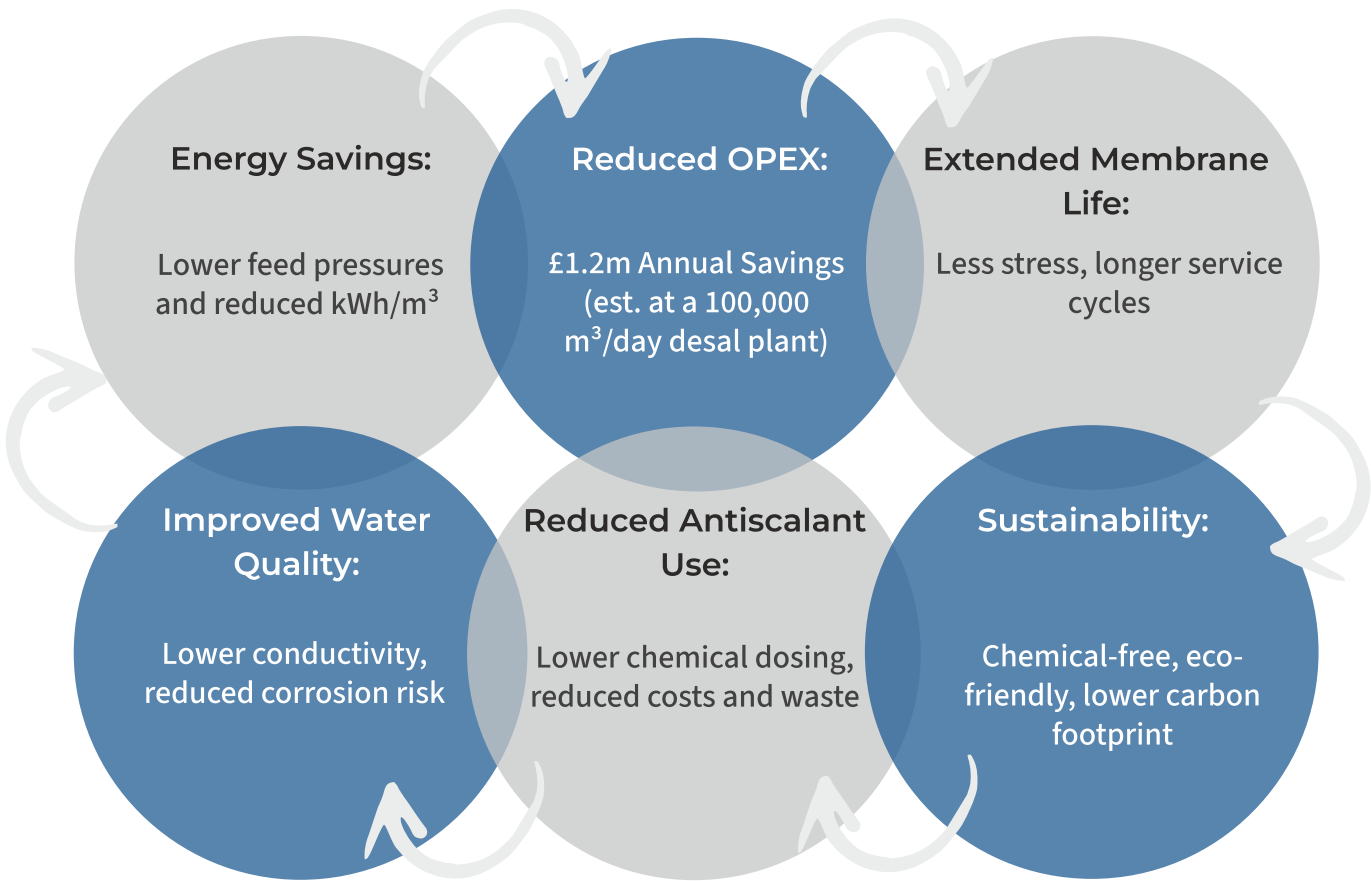 Energy Savings:
Lower feed pressures
and reduced kWh/m³
Reduced OPEX:
£1.2m Annual Savings
(est. at a 100,000
m³/day desal plant)
Extended Membrane
Life:
Less stress, longer service
cycles
Improved Water
Quality:
Lower conductivity,
reduced corrosion risk
Reduced Antiscalant
Use:
Lower chemical dosing,
reduced costs and waste
Sustainability:
Chemical-free, eco-
friendly, lower carbon
footprint